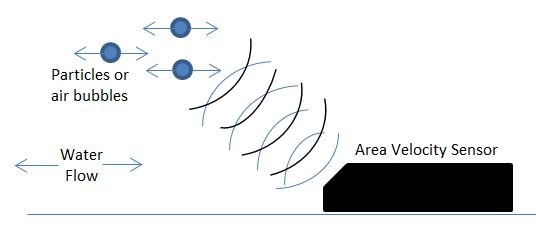 Particles or
air bubbles
Water
Flow
Area Velocity Sensor